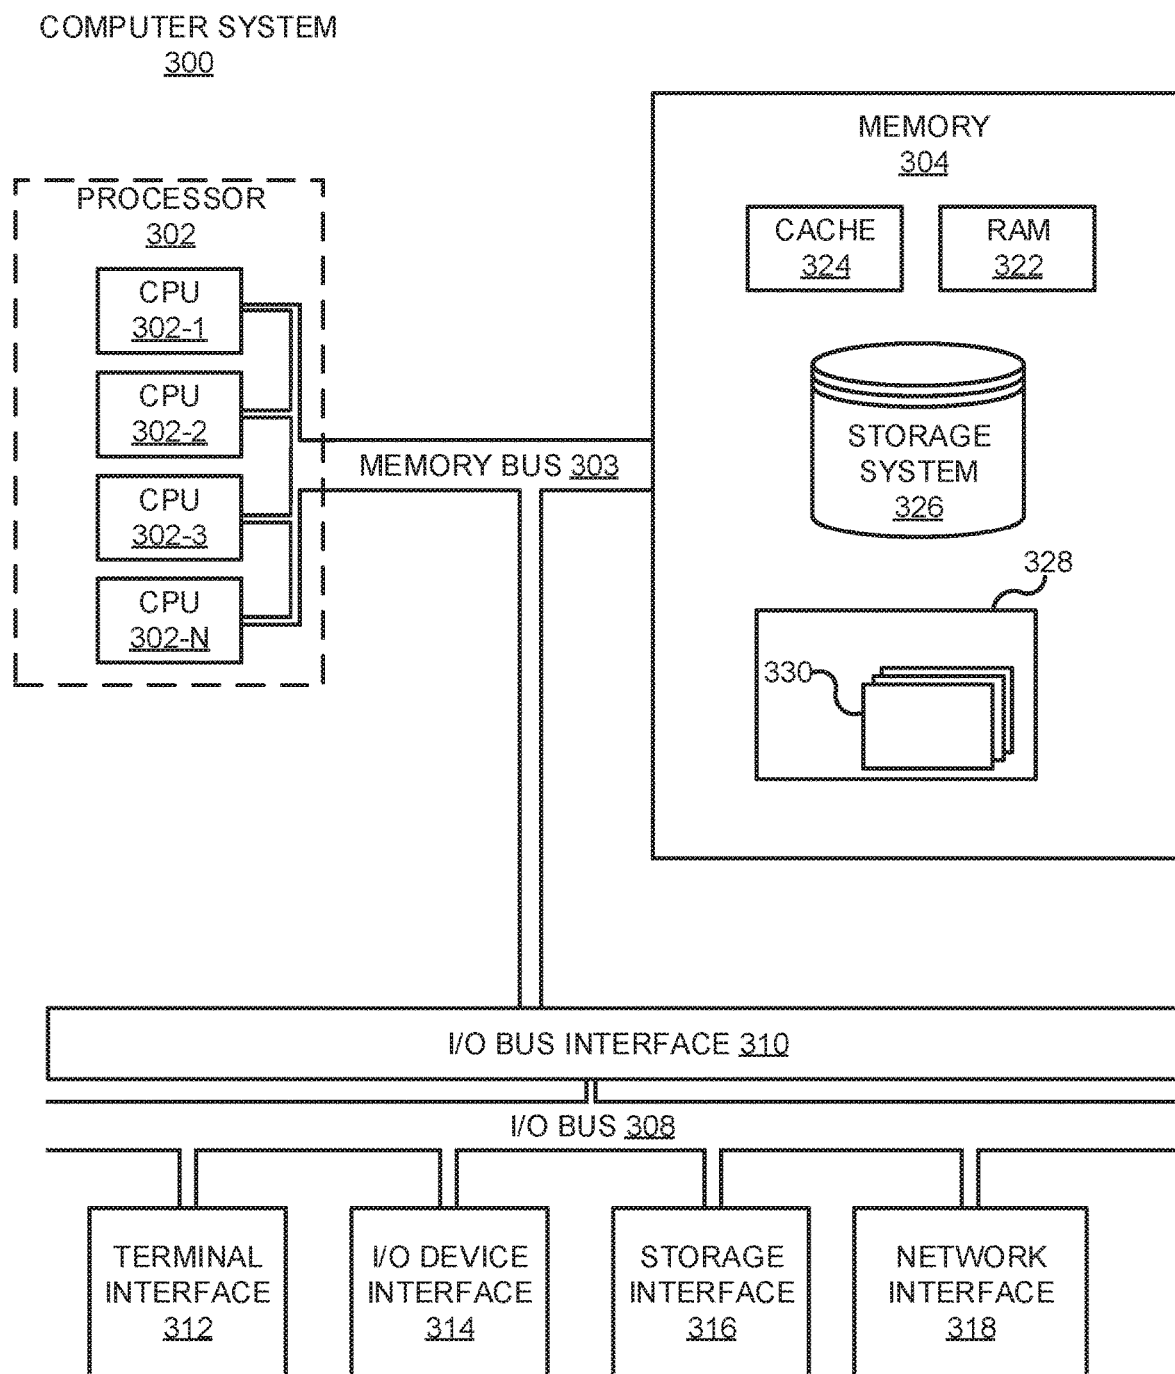 COMPUTER SYSTEM
300
MEMORY
304
PROCESSOR
302
CACHE
324
RAM
322
CPU
302-1
CPU
302-2
CPU
302-3
CPU
302-N
MEMORY BUS 303
STORAGE
SYSTEM
326
328
330
I/O BUS INTERFACE 310
I/O BUS 308
TERMINAL
INTERFACE
312
I/O DEVICE
INTERFACE
314
STORAGE
INTERFACE
316
NETWORK
INTERFACE
318